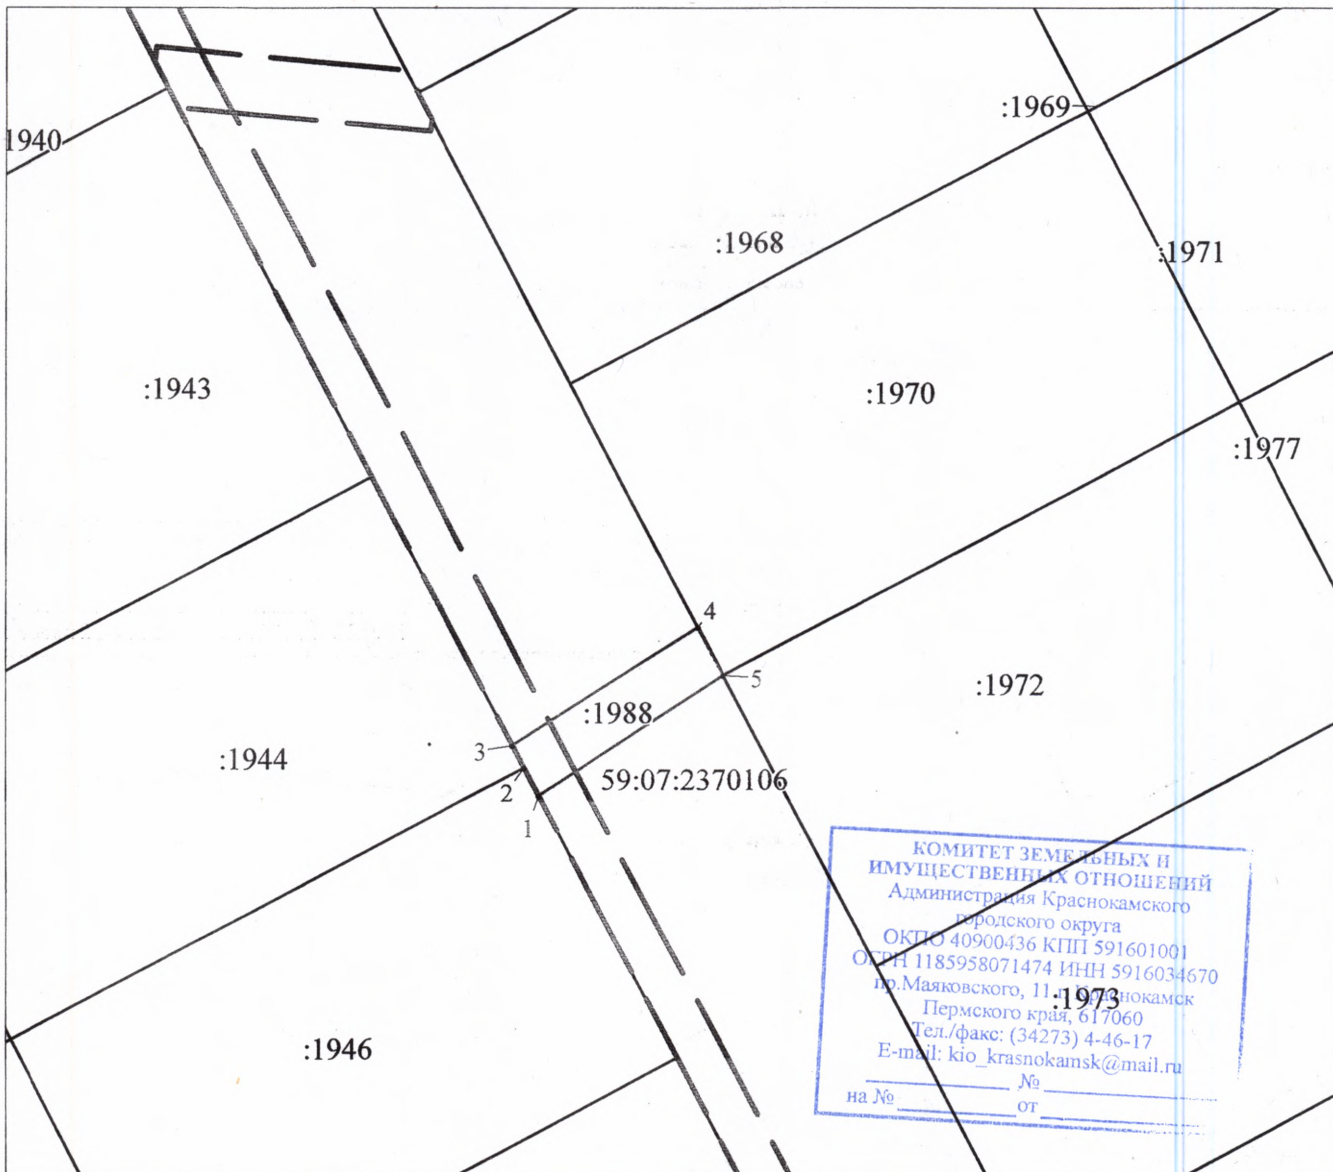 :1969
1940
:1968
:1971
:1943
:1970
:1977
4
5
:1972
:1988
3
:1944
2
59:07:2370106
1
КОМИТЕТ ЗЕМЕЛЬНЫХ И
ИМУЩЕСТВЕННЫХ ОТНОШЕНИЙ
Администрация Краснокамского
городского округа
ОКПО 40900436 КПП 591601001
ОГРН 1185958071474 ИНН 5916034670
пр.Маяковского, 11, г. Краснокамск
:1973
Пермского края, 617060
Тел./факс: (34273) 4-46-17
:1946
E-mail: kio_krasnokamsk@mail.ru
№
на № от